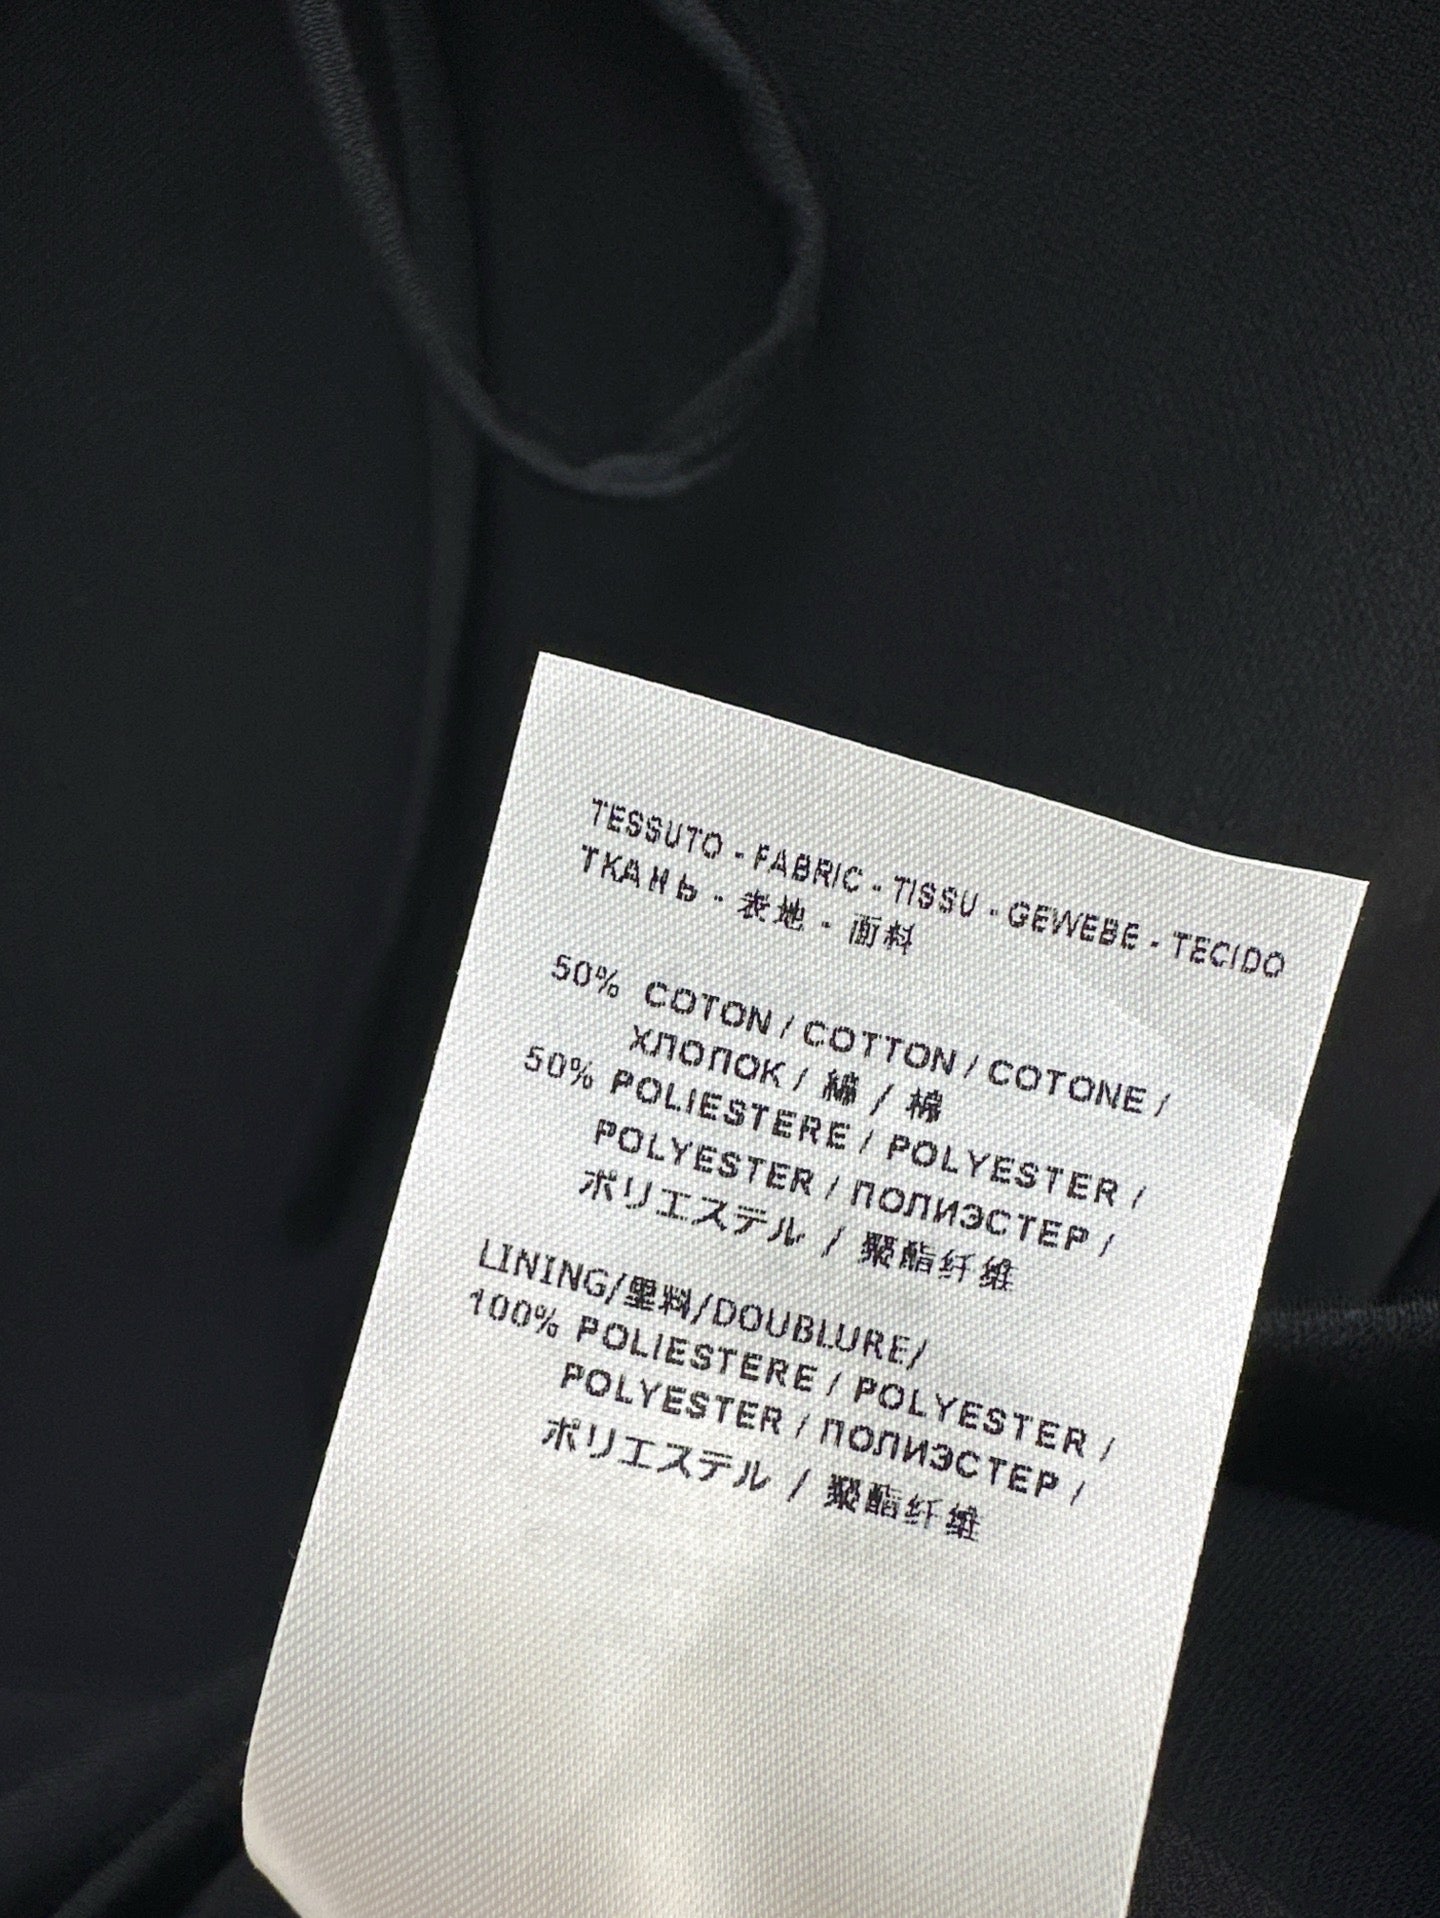 TESSUTO - FABRIC - TISSU - GEWEBE - TECIDO
ТКАНЬ - 表地 - 面料
50% COTON / COTTON / COTONE /
ХЛОПОК / 綿 / 棉
50% POLIESTERE / POLYESTER /
POLYESTER / ПОЛИЭСТЕР /
ポリエステル / 聚酯纤维
LINING/里料/DOUBLURE/
100% POLIESTERE / POLYESTER /
POLYESTER / ПОЛИЭСТЕР /
ポリエステル / 聚酯纤维